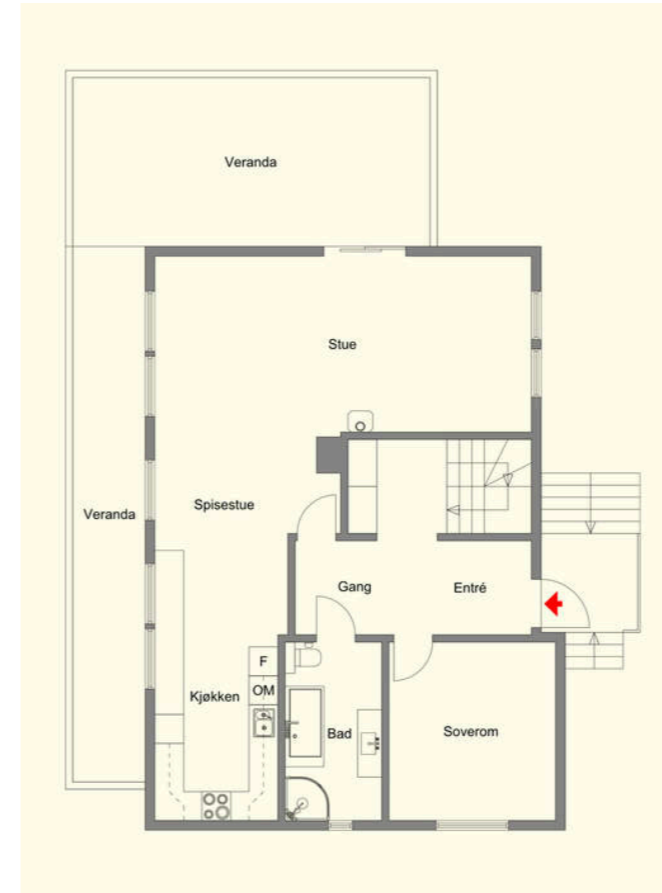 Veranda
Stue
Spisestue
Veranda
Gang
Entré
F
Kjøkken
OM
Bad
Soverom